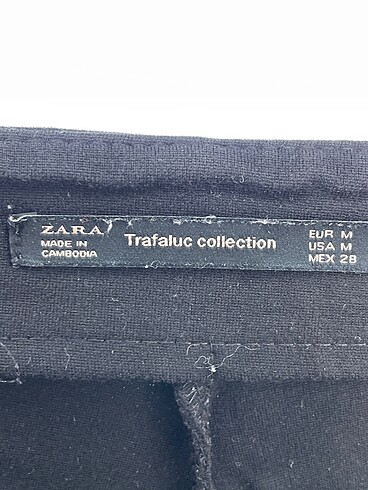 ZARA
MADE IN
CAMBODIA
Trafaluc collection
EUR M
USA M
MEX 28